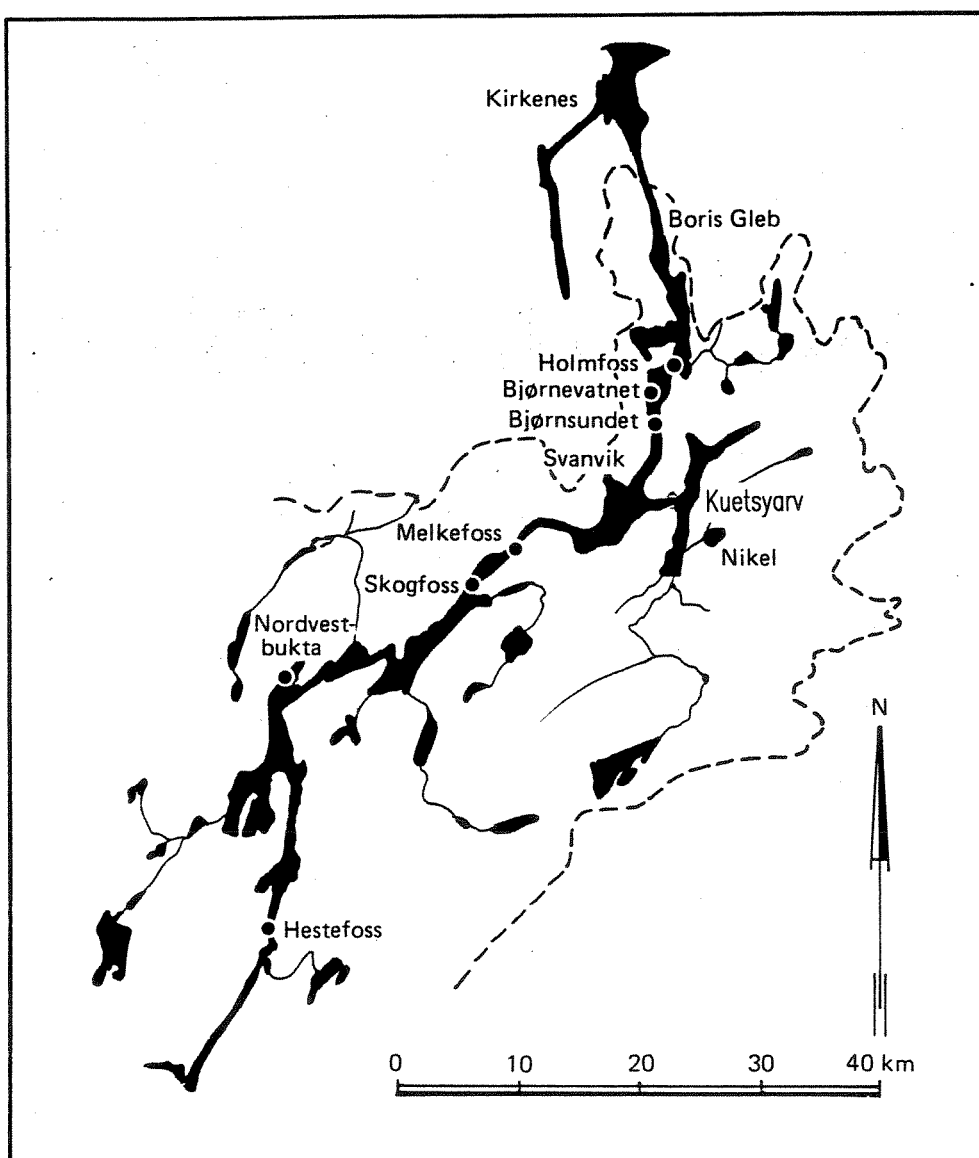 Kirkenes
Boris Gleb
Holmfoss
Bjørnevatnet
Bjørnsundet
Svanvik
Kuetsyarv
Melkefoss
Nikel
Skogfoss
Nordvest-
bukta
N
Hestefoss
0 10 20 30 40 km